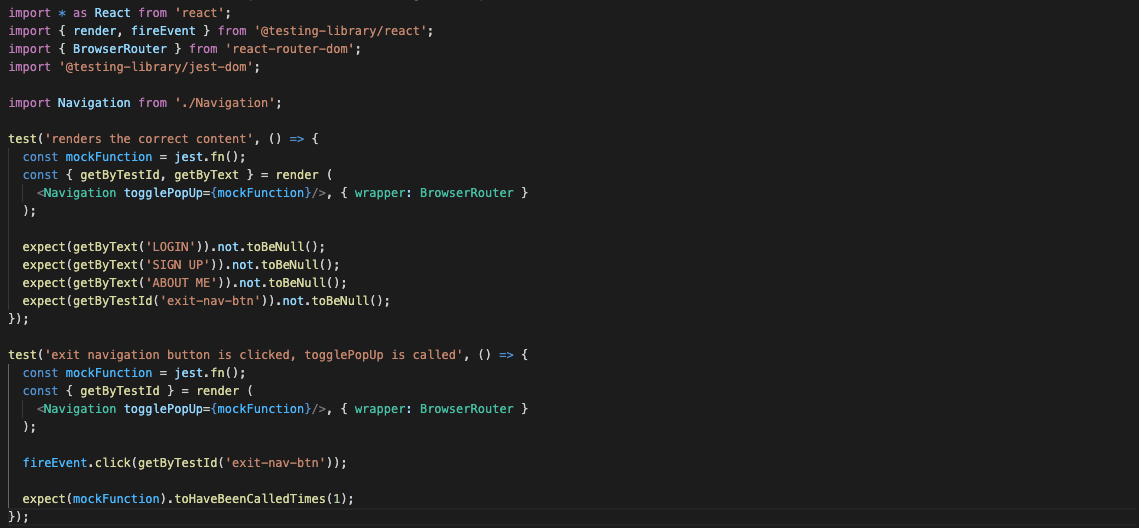 import * as React from 'react';
import { render, fireEvent } from '@testing-library/react';
import { BrowserRouter } from 'react-router-dom';
import '@testing-library/jest-dom';

import Navigation from './Navigation';

test('renders the correct content', () => {
  const mockFunction = jest.fn();
  const { getByTestId, getByText } = render (
    <Navigation togglePopUp={mockFunction}/>, { wrapper: BrowserRouter }
  );

  expect(getByText('LOGIN')).not.toBeNull();
  expect(getByText('SIGN UP')).not.toBeNull();
  expect(getByText('ABOUT ME')).not.toBeNull();
  expect(getByTestId('exit-nav-btn')).not.toBeNull();
});

test('exit navigation button is clicked, togglePopUp is called', () => {
  const mockFunction = jest.fn();
  const { getByTestId } = render (
    <Navigation togglePopUp={mockFunction}/>, { wrapper: BrowserRouter }
  );

  fireEvent.click(getByTestId('exit-nav-btn'));

  expect(mockFunction).toHaveBeenCalledTimes(1);
});